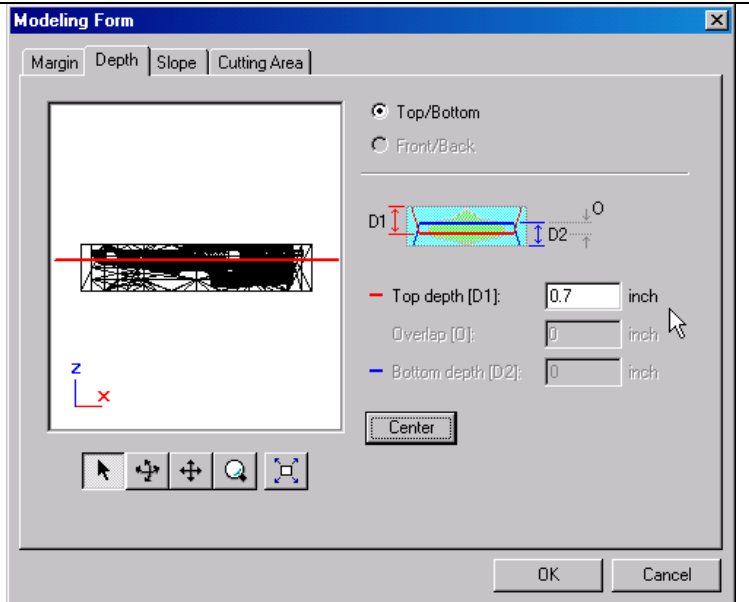 Modeling Form
Margin Depth Slope Cutting Area
Top/Bottom
Front/Back
D1 O
D2
Top depth [D1]: 0.7 inch
Overlap [O]: 0 inch
Bottom depth [D2]: 0 inch
Center
Z
X
OK Cancel